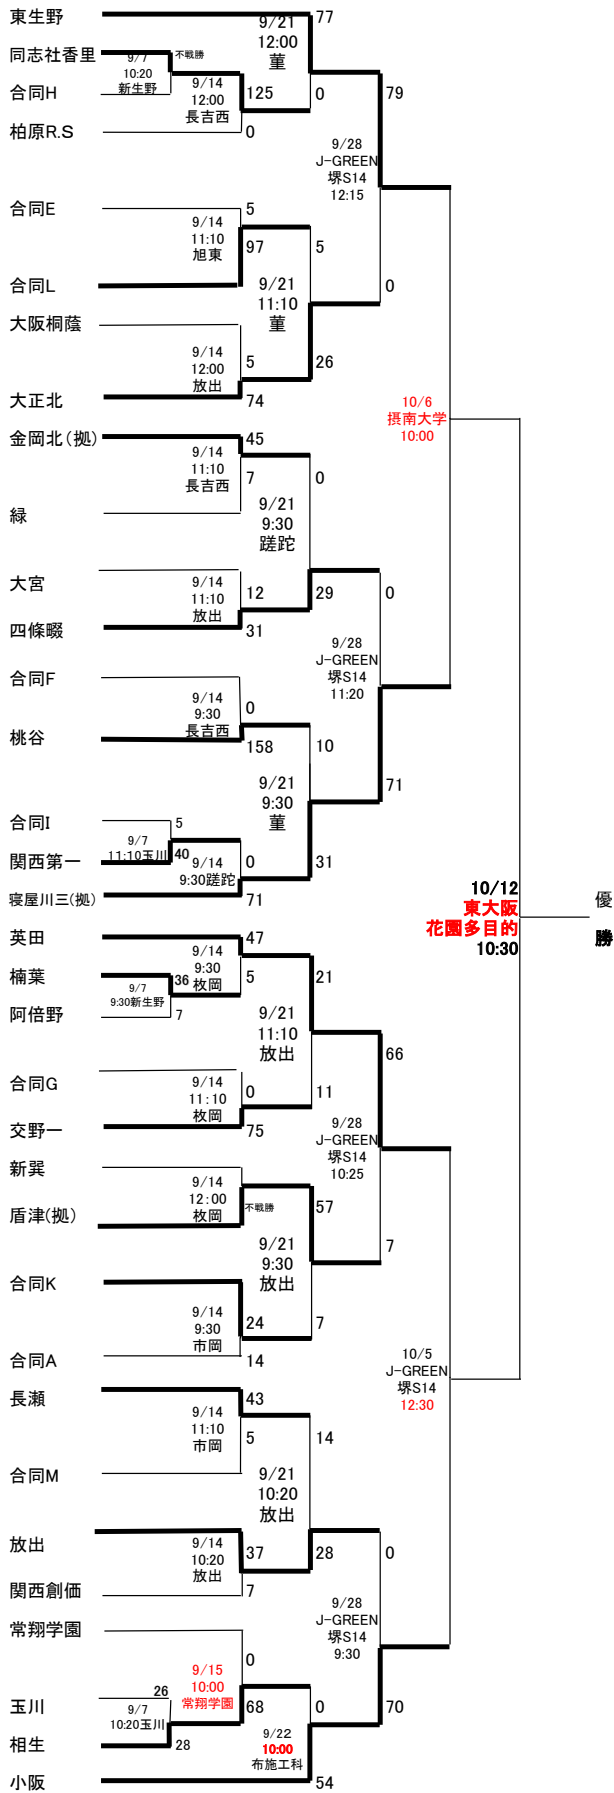 東生野
77
9/21
12:00
菫
同志社香里
9/7
10:20
新生野
不戦勝
9/14
12:00
長吉西
125
0
79
合同H
柏原R.S
0
9/28
J-GREEN
堺S14
12:15
合同E
5
9/14
11:10
旭東
97
5
9/21
11:10
菫
合同L
0
大阪桐蔭
9/14
12:00
放出
5
26
大正北
74
10/6
摂南大学
10:00
金岡北(拠)
45
9/14
11:10
長吉西
7
0
9/21
9:30
蹉跎
緑
大宮
9/14
11:10
放出
12
29
0
四條畷
31
9/28
J-GREEN
堺S14
11:20
合同F
9/14
9:30
長吉西
0
桃谷
158
10
9/21
9:30
菫
71
合同I
5
9/7
11:10玉川
関西第一
40
9/14
9:30蹉跎
0
31
寝屋川三(拠)
71
10/12
東大阪
花園多目的
10:30
優
勝
英田
47
9/14
9:30
枚岡
楠葉
36
9/7
9:30新生野
5
21
阿倍野
7
9/21
11:10
放出
66
合同G
9/14
11:10
枚岡
0
11
交野一
75
9/28
J-GREEN
堺S14
10:25
新巽
9/14
12:00
枚岡
不戦勝
57
盾津(拠)
9/21
9:30
放出
7
合同K
9/14
9:30
市岡
24
7
合同A
14
10/5
J-GREEN
堺S14
12:30
長瀬
43
9/14
11:10
市岡
5
14
合同M
9/21
10:20
放出
放出
9/14
10:20
放出
37
28
0
関西創価
7
9/28
J-GREEN
堺S14
9:30
常翔学園
0
9/15
10:00
常翔学園
26
玉川
9/7
10:20玉川
68
0
70
相生
28
9/22
10:00
布施工科
小阪
54